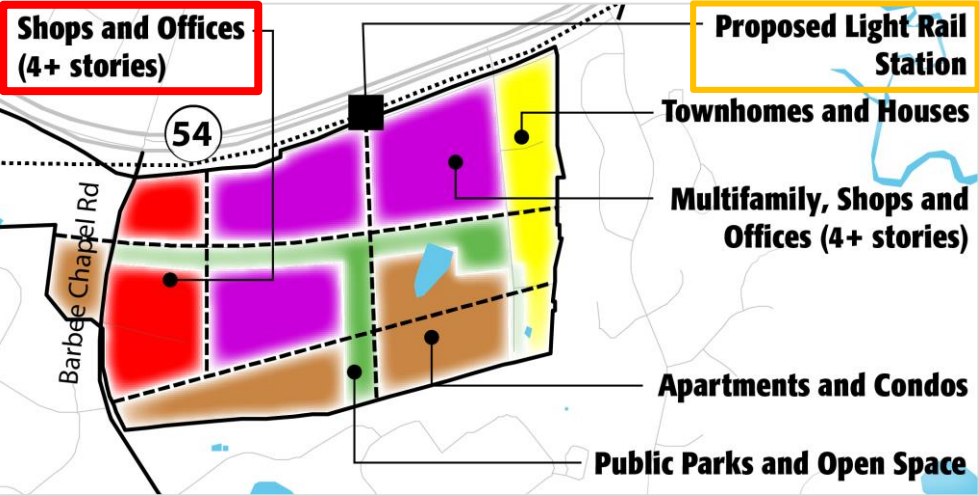 Shops and Offices
(4+ stories)
Proposed Light Rail
Station
54
Townhomes and Houses
Multifamily, Shops and
Offices (4+ stories)
Barbee Chapel Rd
Apartments and Condos
Public Parks and Open Space